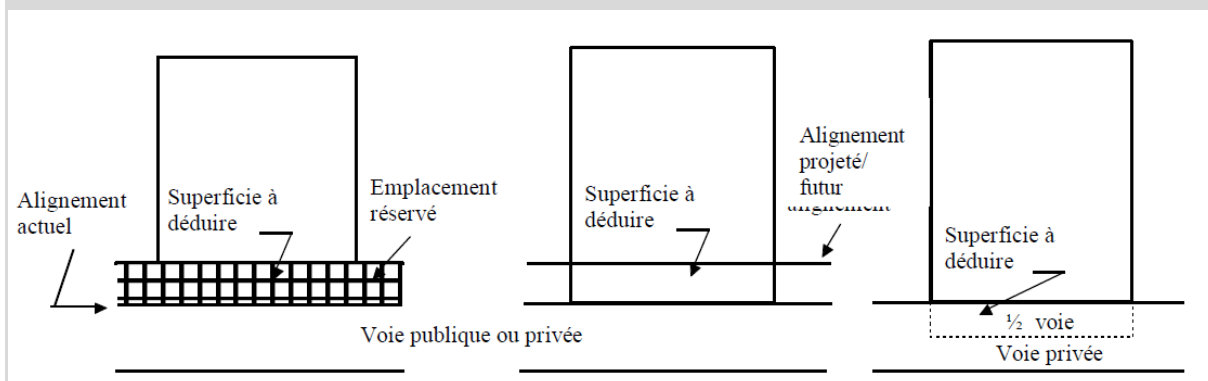 Alignement
actuel
Superficie à
déduire
Emplacement
réservé
Superficie à
déduire
Alignement
projeté/
futur
alignement
Superficie à
déduire
½ voie
Voie publique ou privée
Voie privée